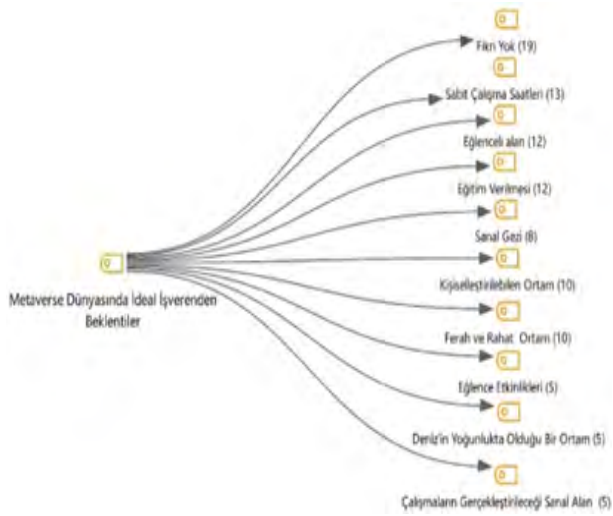 Fikri Yok (19)
Sabit Çalışma Saatleri (13)
Eğlenceli alan (12)
Eğitim Verilmesi (12)
Sanal Gezi (8)
Kişiselleştirilebilen Ortam (10)
Metaverse Dünyasında İdeal İşverenden
Beklentiler
Ferah ve Rahat Ortam (10)
Eğlence Etkinlikleri (5)
Deniz'in Yoğunlukta Olduğu Bir Ortam (5)
Çalışmaların Gerçekleştirileceği Sanal Alan (5)